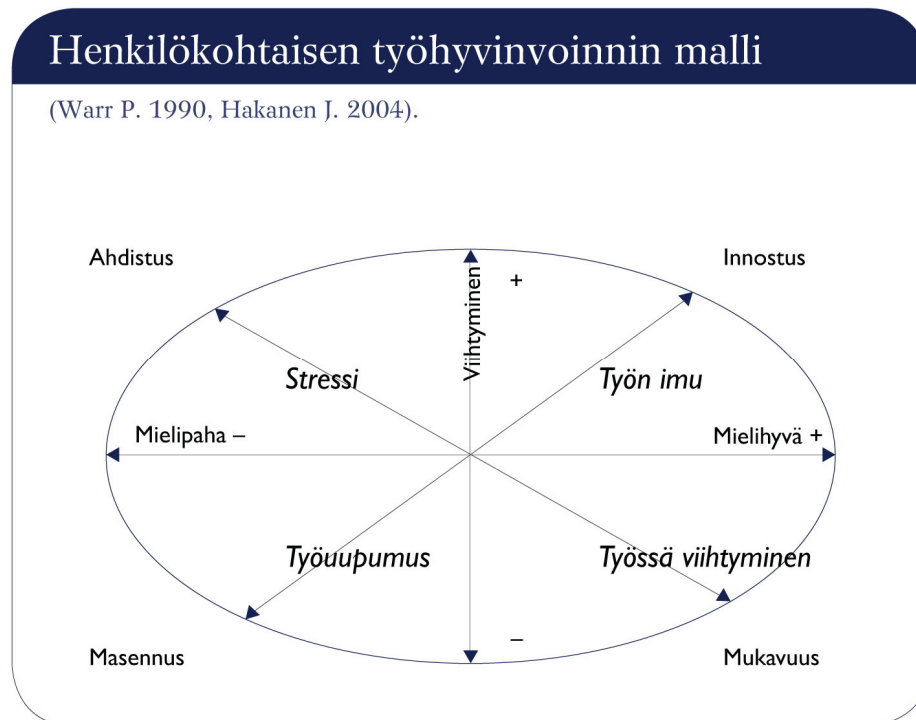 Henkilökohtaisen työhyvinvoinnin malli
(Warr P. 1990, Hakanen J. 2004).
Ahdistus
Innostus
+
Viihtyminen
Stressi
Työn imu
Mielipaha –
Mielihyvä +
Työuupumus
Työssä viihtyminen
–
Masennus
Mukavuus